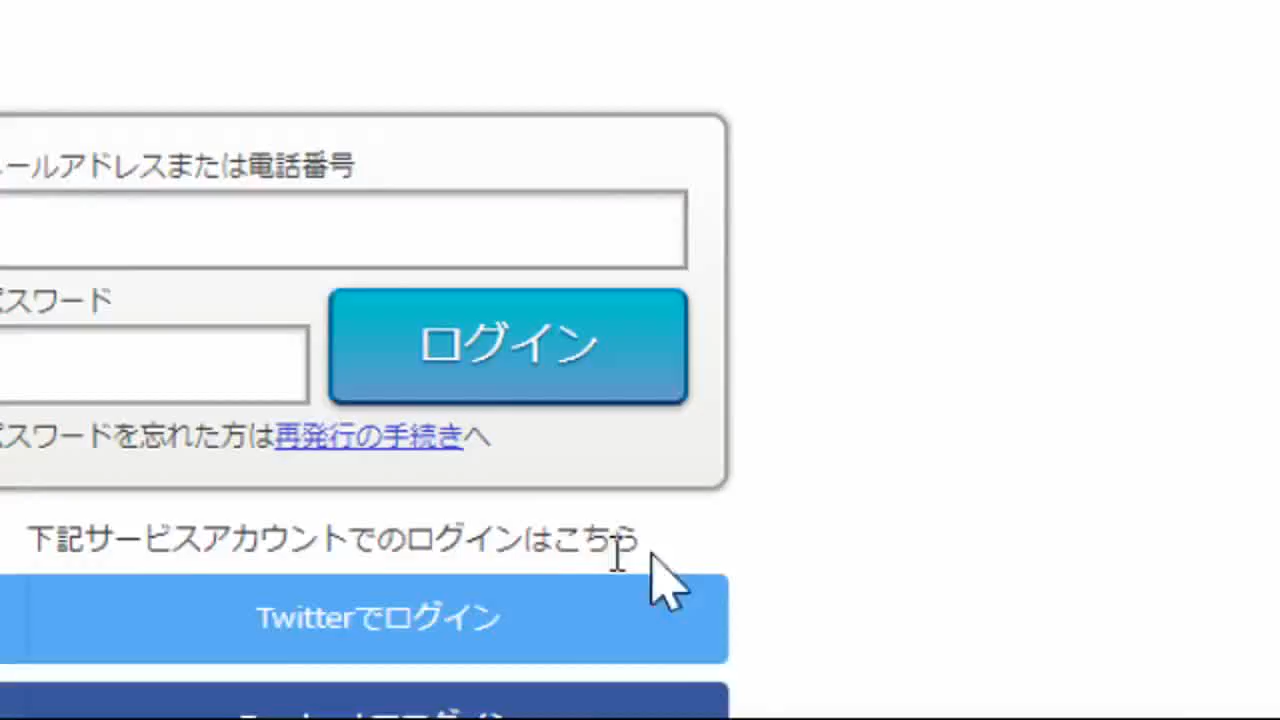 ールアドレスまたは電話番号
スワード
ログイン
スワードを忘れた方は再発行の手続きへ
下記サービスアカウントでのログインはこちら
Twitterでログイン